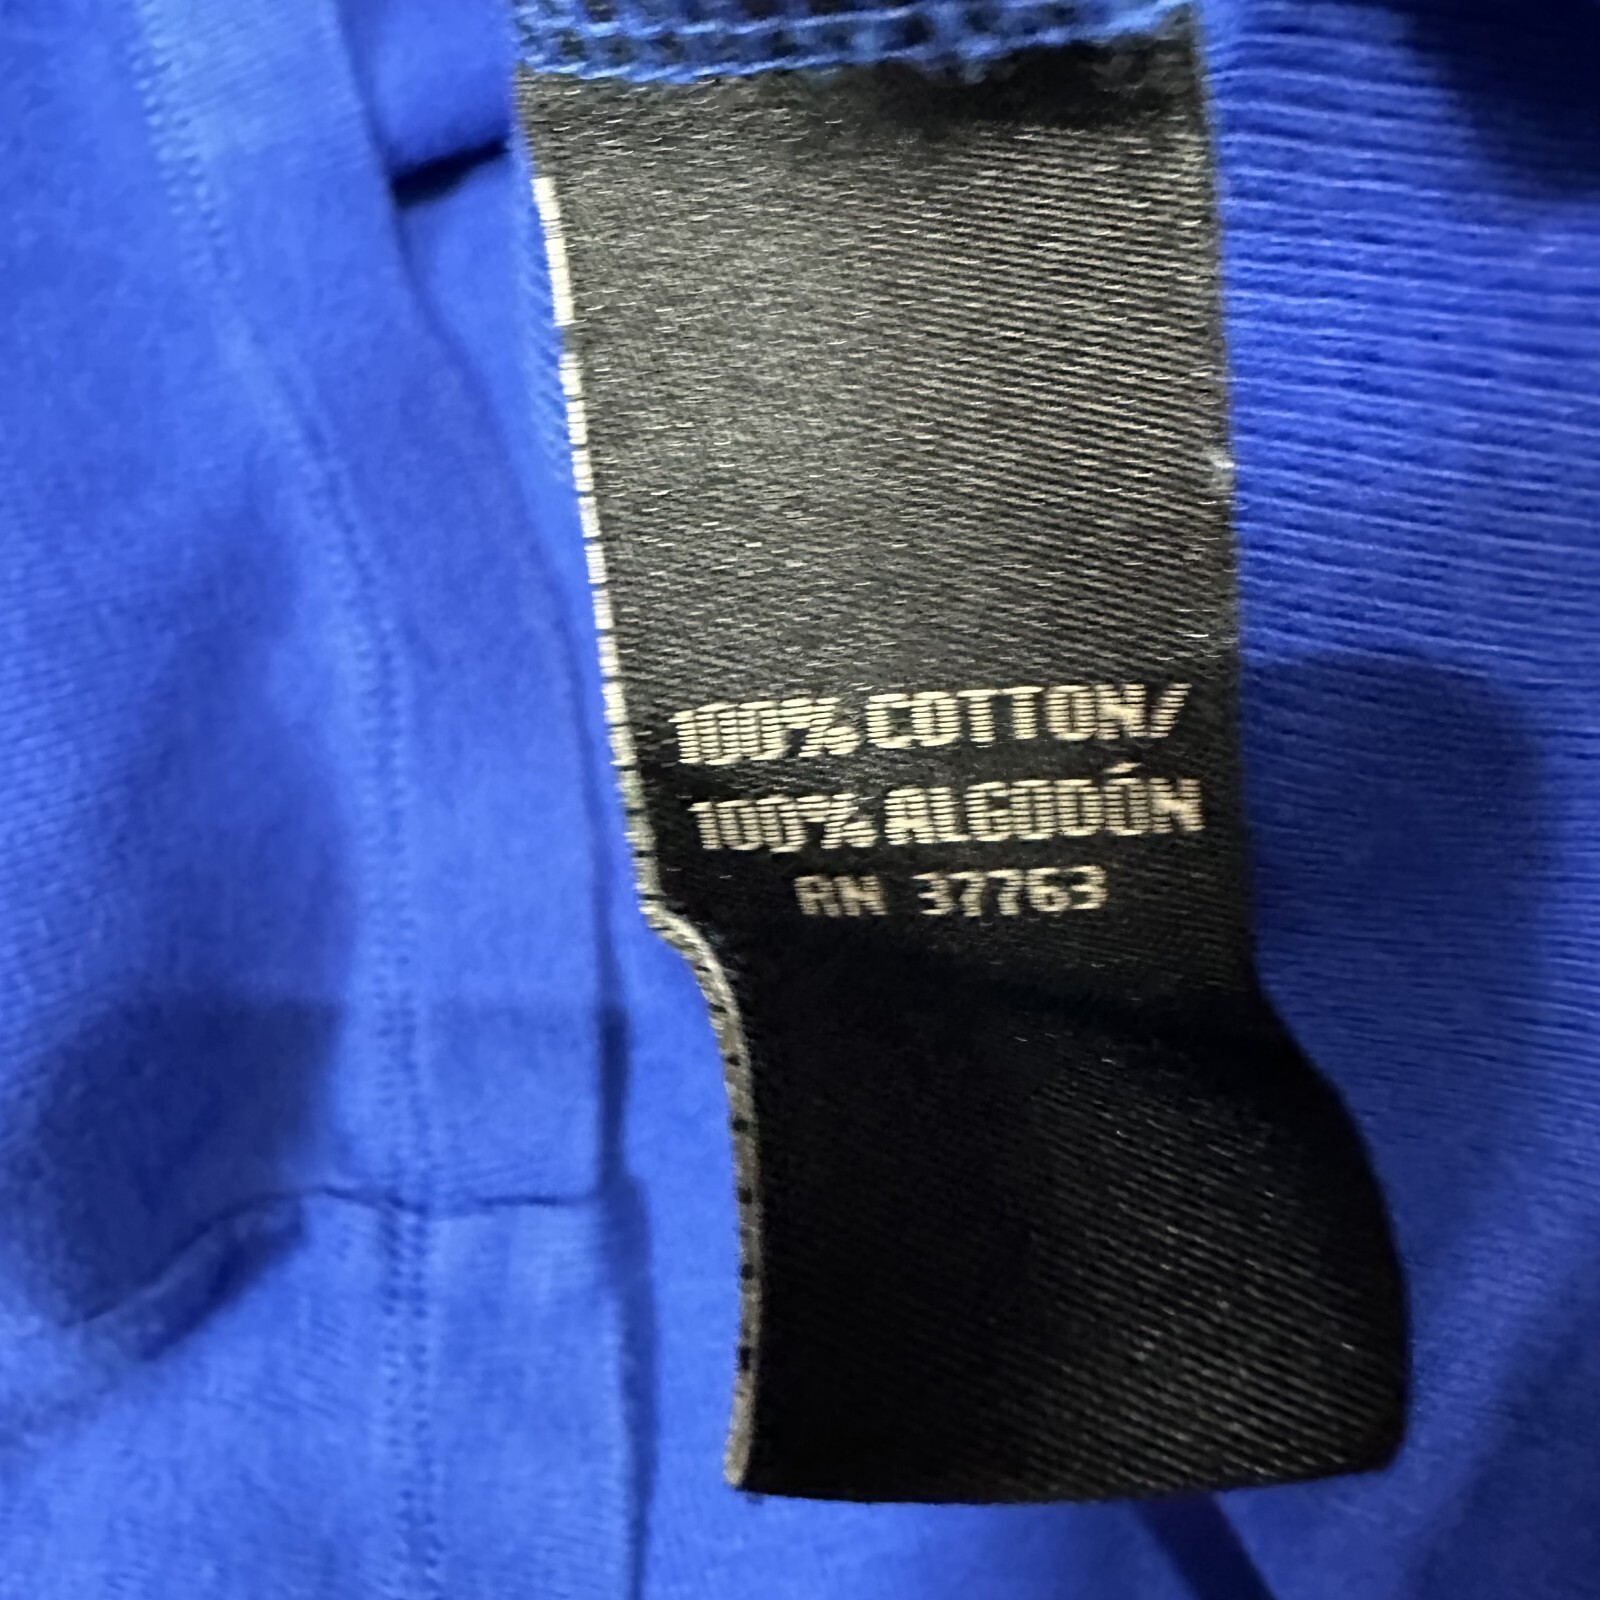 100% COTTON/
100% ALGODÓN
RN 37763